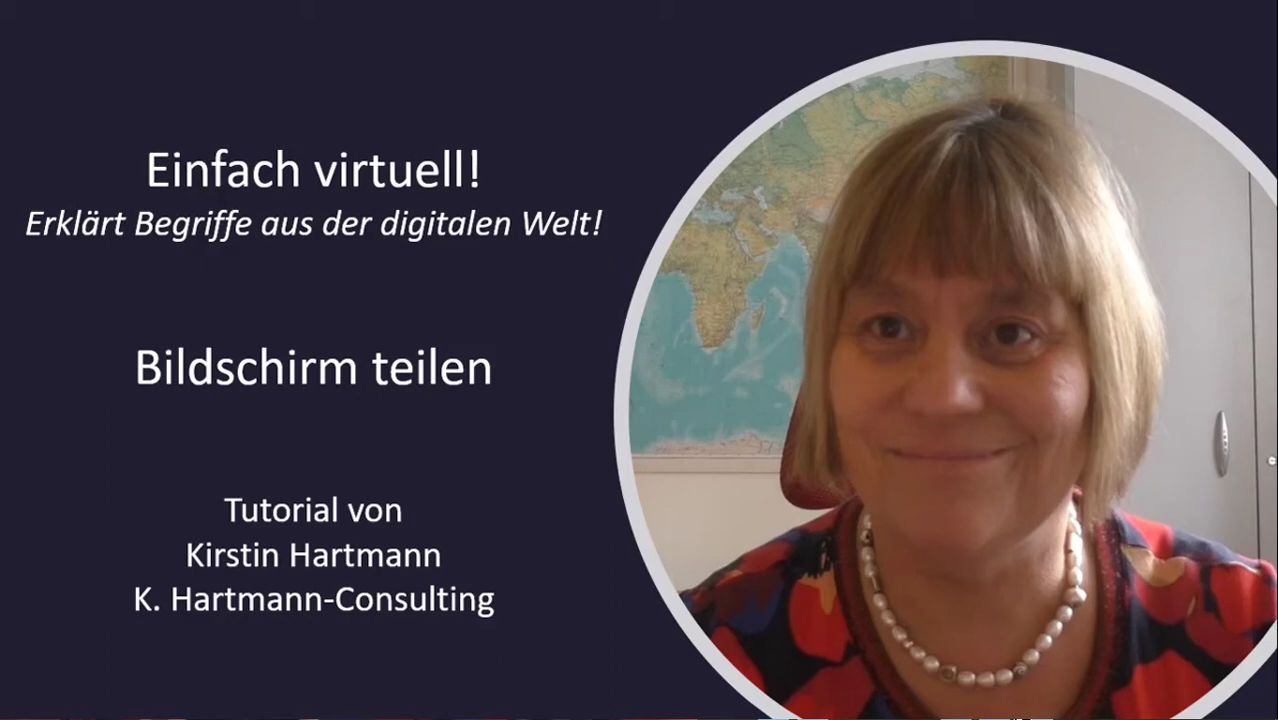 Einfach virtuell!
Erklärt Begriffe aus der digitalen Welt!
Bildschirm teilen
Tutorial von
Kirstin Hartmann
K. Hartmann-Consulting